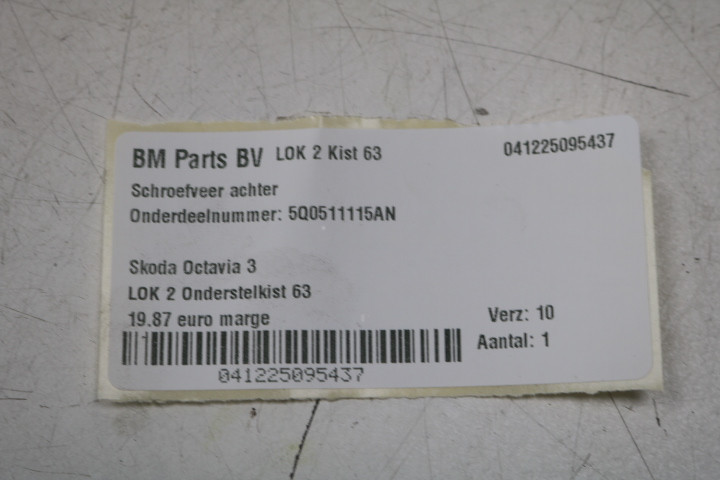 BM Parts BV LOK 2 Kist 63 041225095437
Schroefveer achter
Onderdeelnummer: 5Q0511115AN
Skoda Octavia 3
LOK 2 Onderstelkist 63
19.87 euro marge Verz: 10
Aantal: 1
041225095437